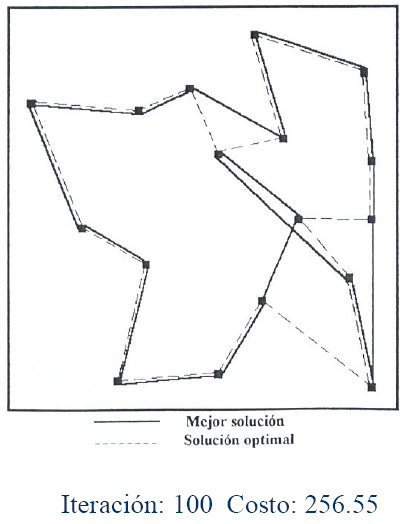 Mejor solución
Solución optimal
Iteración: 100 Costo: 256.55